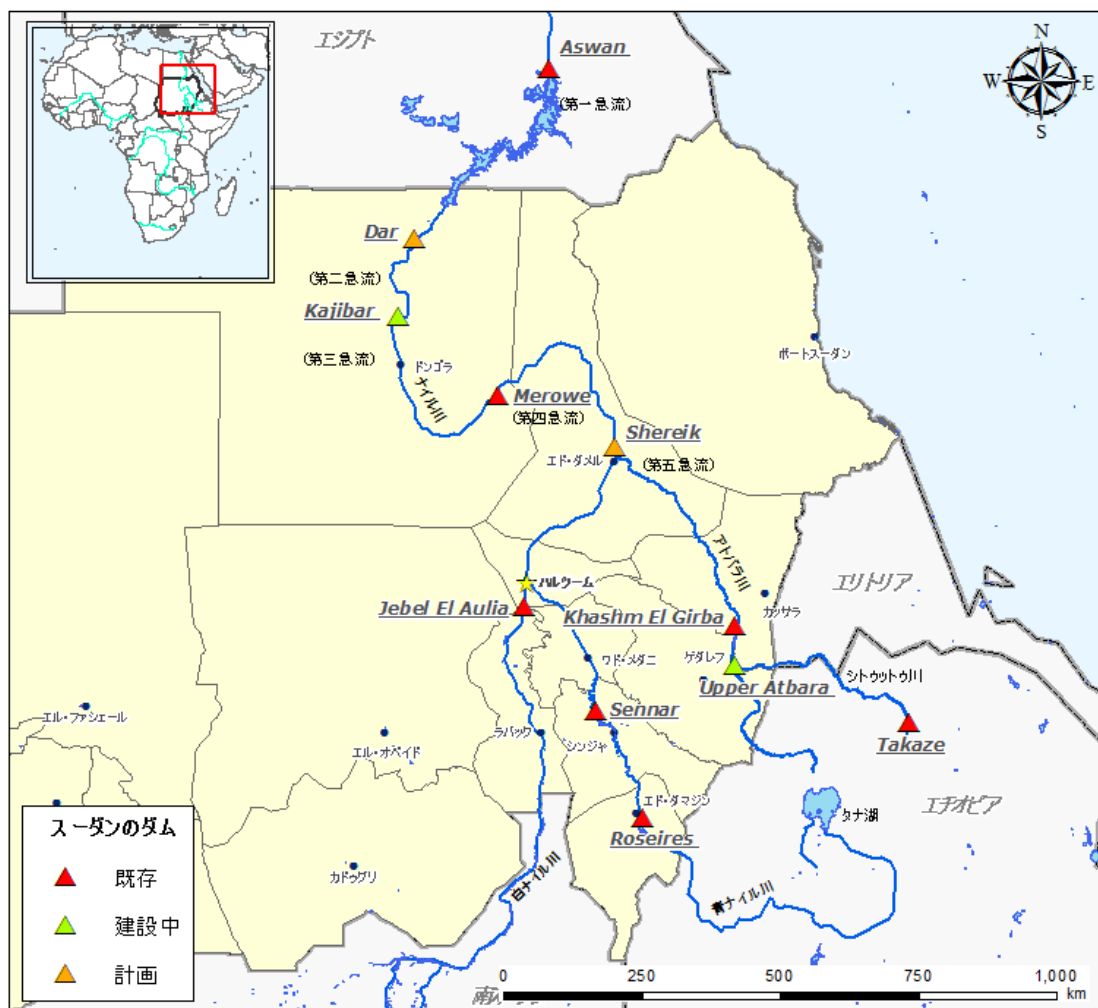 エジプト
Aswan
N
W
E
S
(第一急流)
Dar
(第二急流)
Kajibar
ポートスーダン
(第三急流)
ドンゴラ
ナイル川
Merowe
(第四急流)
Shereik
エド・ダメル
(第五急流)
アトバラ川
エリトリア
ハルツーム
カッサラ
Jebel El Aulia
Khashm El Girba
ゲダレフ
ワド・メダニ
シトゥットゥ川
Upper Atbara
エル・ファシェール
Sennar
ラバック
シンジャ
Takaze
エル・オベイド
エド・ダマジン
タナ湖
エチオピア
Roseires
スーダンのダム
既存
建設中
計画
カドゥグリ
白ナイル川
青ナイル川
0 250 500 750 1,000
km